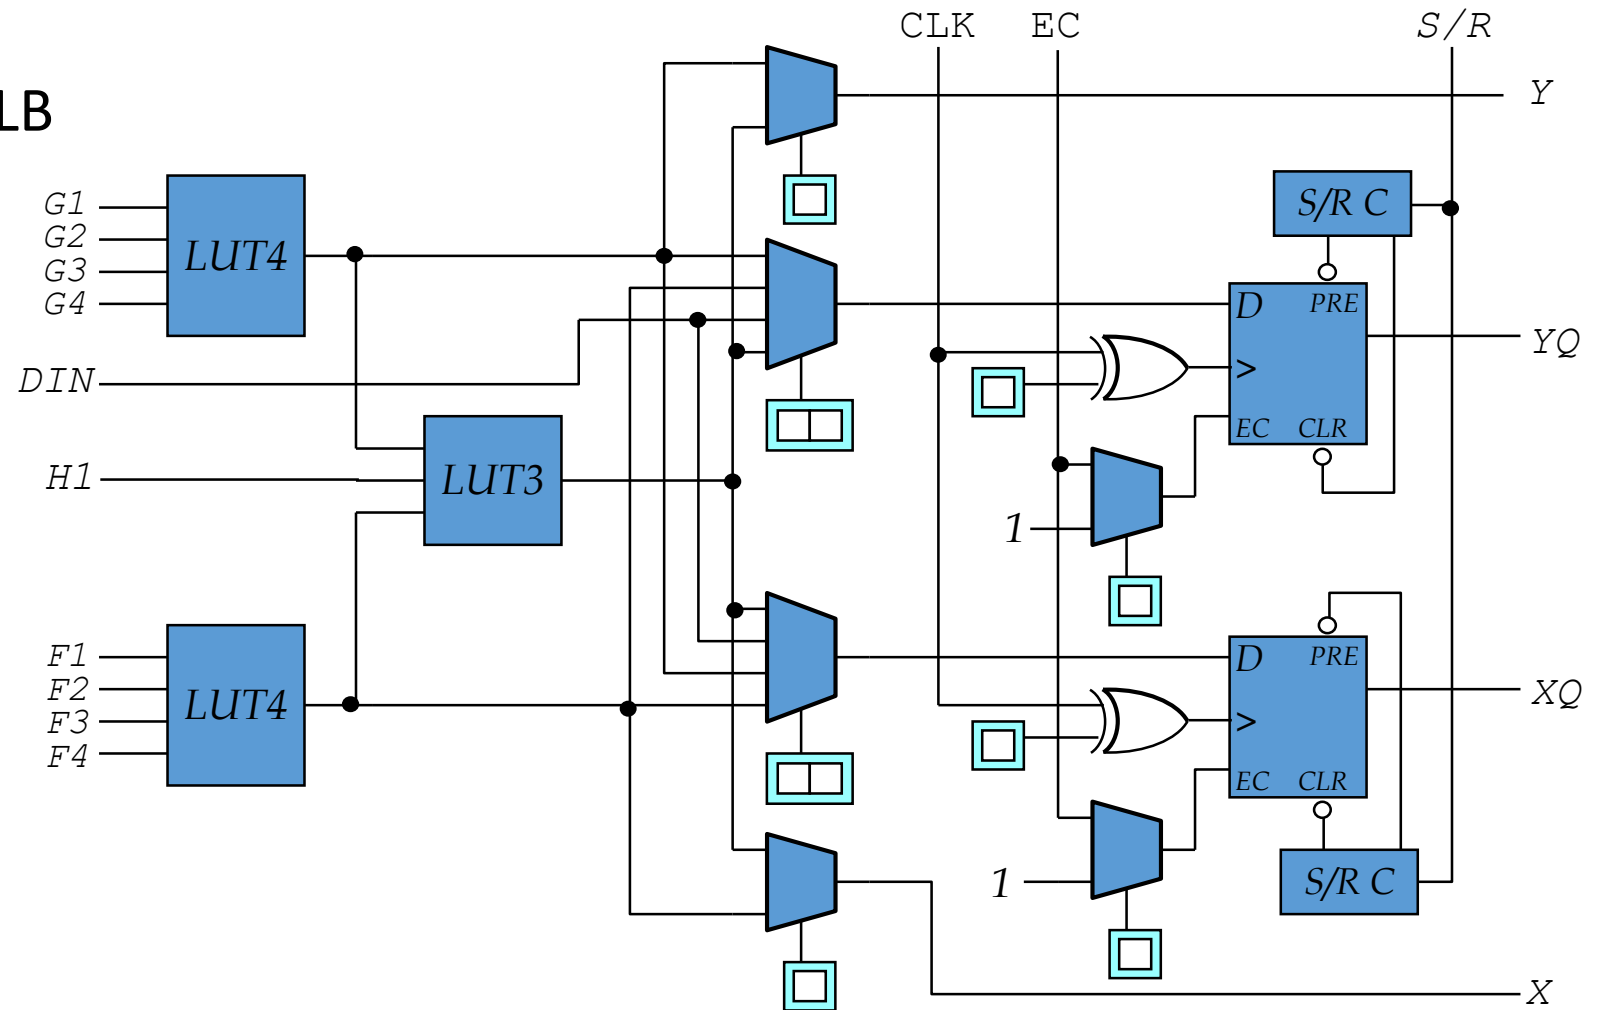 CLK EC S/R
Y
LB
G1
G2
G3
G4
LUT4
S/R C
D PRE
YQ
>
EC CLR
DIN
H1
LUT3
1
F1
F2
F3
F4
LUT4
D PRE
XQ
>
EC CLR
1
S/R C
X